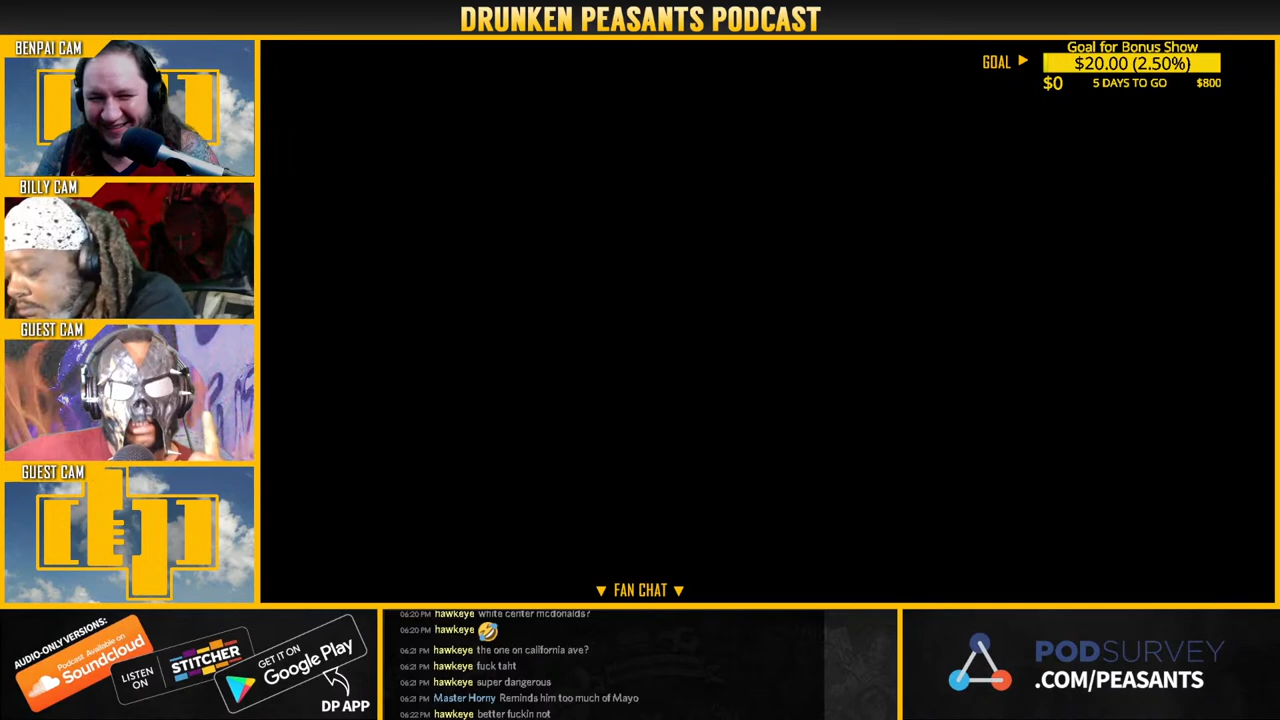 DRUNKEN PEASANTS PODCAST
BENPAI CAM
BILLY CAM
GUEST CAM
GUEST CAM
GOAL ▶
Goal for Bonus Show
$20.00 (2.50%)
$0 5 DAYS TO GO $800
▼ FAN CHAT ▼
AUDIO-ONLY VERSIONS:
Podcast Available on
Soundcloud
LISTEN
ON
STITCHER
GET IT ON
Google Play
DP APP
06:20 PM hawkeye white center mcdonalds?
06:20 PM hawkeye 🤣
06:21 PM hawkeye the one on california ave?
06:21 PM hawkeye fuck taht
06:21 PM hawkeye super dangerous
06:21 PM Master Horny Reminds him too much of Mayo
06:22 PM hawkeye better fuckin not
PODSURVEY
.COM/PEASANTS